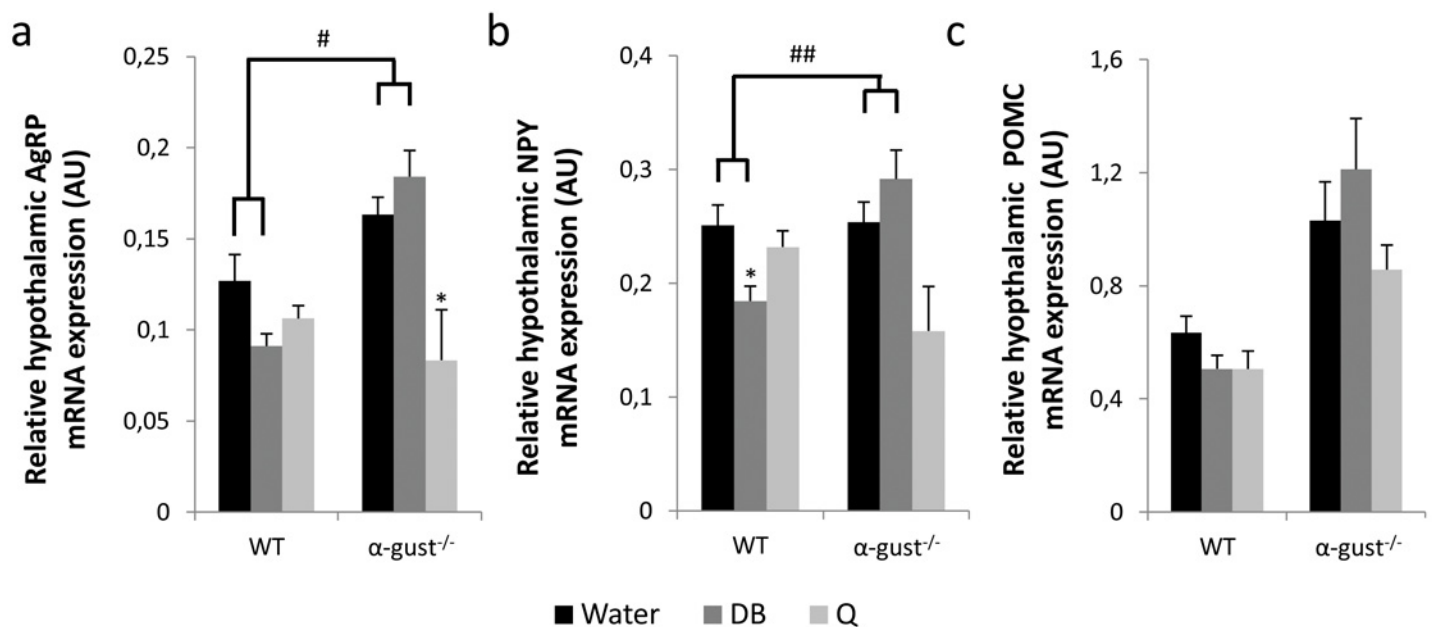 a
Relative hypothalamic AgRP
mRNA expression (AU)
0,25
0,2
0,15
0,1
0,05
0
#
*
WT
α-gust-/-
b
Relative hypothalamic NPY
mRNA expression (AU)
0,4
0,3
0,2
0,1
0
##
*
WT
α-gust-/-
c
Relative hyopthalamic POMC
mRNA expression (AU)
1,6
1,2
0,8
0,4
0
WT
α-gust-/-
Water DB Q